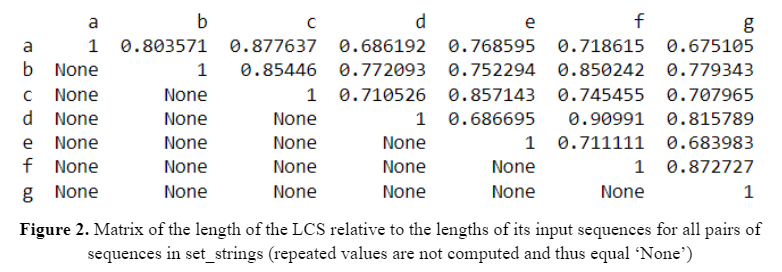 a b c d e f g
a 1 0.803571 0.877637 0.686192 0.768595 0.718615 0.675105
b None 1 0.85446 0.772093 0.752294 0.850242 0.779343
c None None 1 0.710526 0.857143 0.745455 0.707965
d None None None 1 0.686695 0.90991 0.815789
e None None None None 1 0.711111 0.683983
f None None None None None 1 0.872727
g None None None None None None 1
Figure 2. Matrix of the length of the LCS relative to the lengths of its input sequences for all pairs of
sequences in set_strings (repeated values are not computed and thus equal ‘None’)